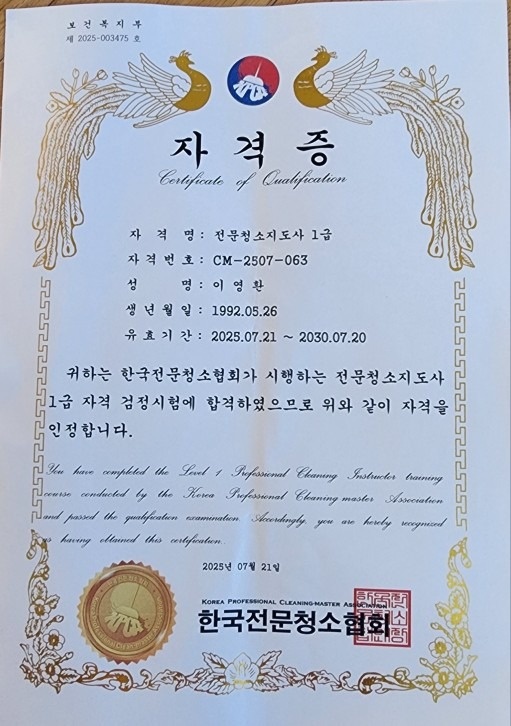 보건복지부
제 2025-003475 호
자격증
Certificate of Qualification
자 격 명 : 전문청소지도사 1급
자격번호 : CM-2507-063
성 명 : 이영환
생년월일 : 1992.05.26
유효기간 : 2025.07.21 ~ 2030.07.20
귀하는 한국전문청소협회가 시행하는 전문청소지도사
1급 자격 검정시험에 합격하였으므로 위와 같이 자격을
인정합니다.
You have completed the Level 1 Professional Cleaning Instructor training
course conducted by the Korea Professional Cleaning-master Association
and passed the qualification examination. Accordingly, you are hereby recognized
as having obtained this certification.
2025년 07월 21일
KOREA PROFESSIONAL CLEANING-MASTER ASSOCIATION
한국전문청소협회